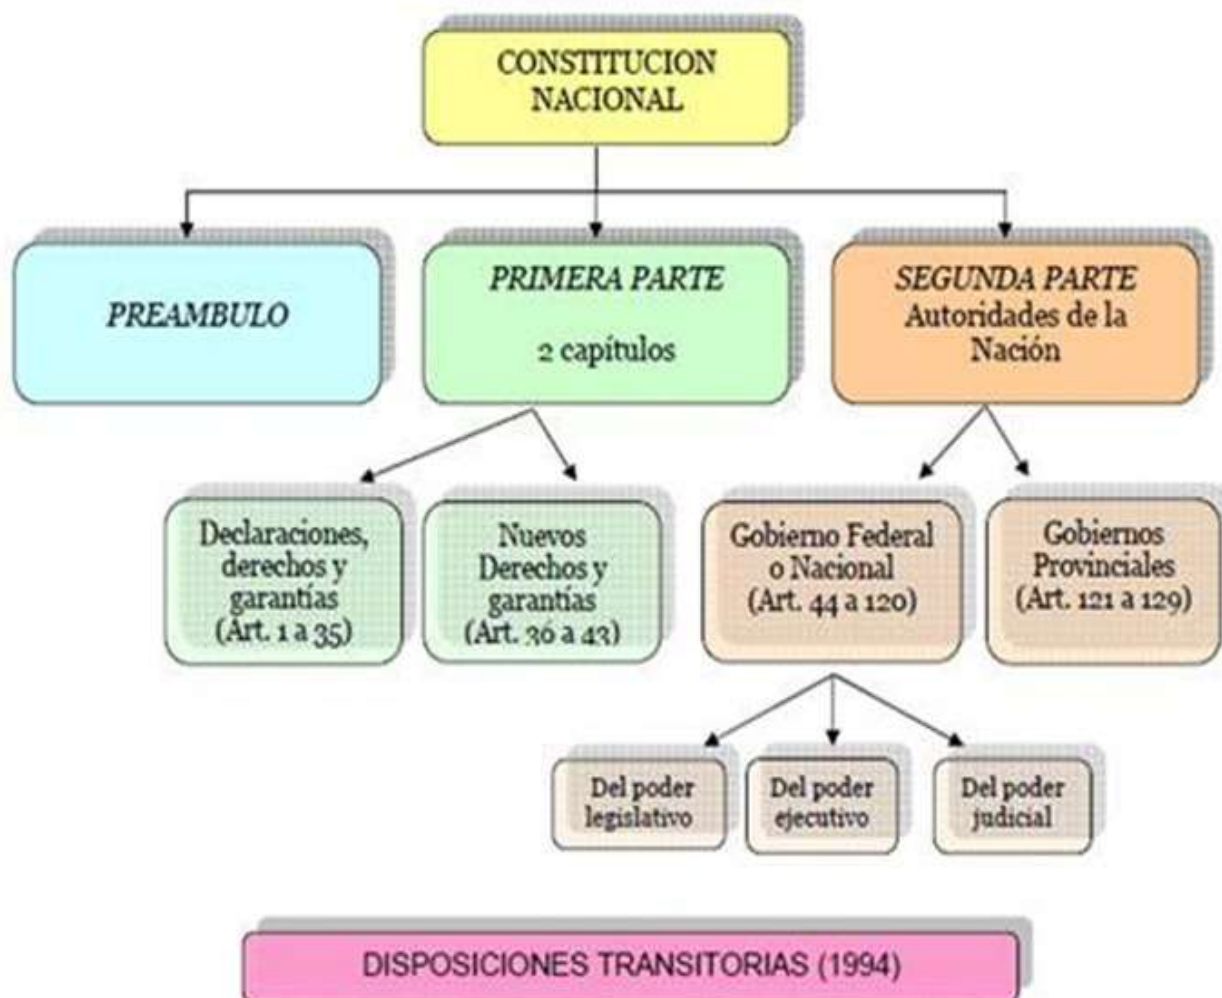 CONSTITUCION
NACIONAL
PREAMBULO
PRIMERA PARTE
2 capítulos
SEGUNDA PARTE
Autoridades de la
Nación
Declaraciones,
derechos y
garantías
(Art. 1 a 35)
Nuevos
Derechos y
garantías
(Art. 36 a 43)
Gobierno Federal
o Nacional
(Art. 44 a 120)
Gobiernos
Provinciales
(Art. 121 a 129)
Del poder
legislativo
Del poder
ejecutivo
Del poder
judicial
DISPOSICIONES TRANSITORIAS (1994)